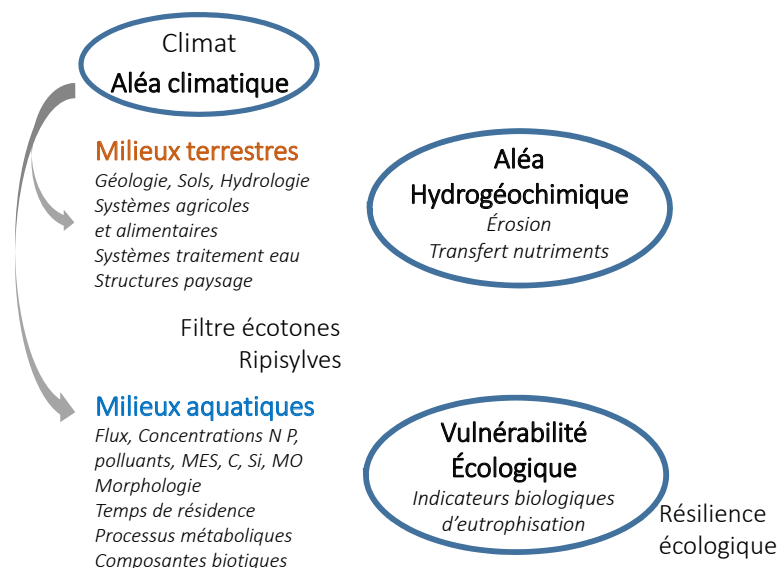 Climat
Aléa climatique
Milieux terrestres
Géologie, Sols, Hydrologie
Systèmes agricoles
et alimentaires
Systèmes traitement eau
Structures paysage
Aléa
Hydrogéochimique
Érosion
Transfert nutriments
Filtre écotones
Ripisylves
Milieux aquatiques
Flux, Concentrations N P,
polluants, MES, C, Si, MO
Morphologie
Temps de résidence
Processus métaboliques
Composantes biotiques
Vulnérabilité
Écologique
Indicateurs biologiques
d’eutrophisation
Résilience
écologique